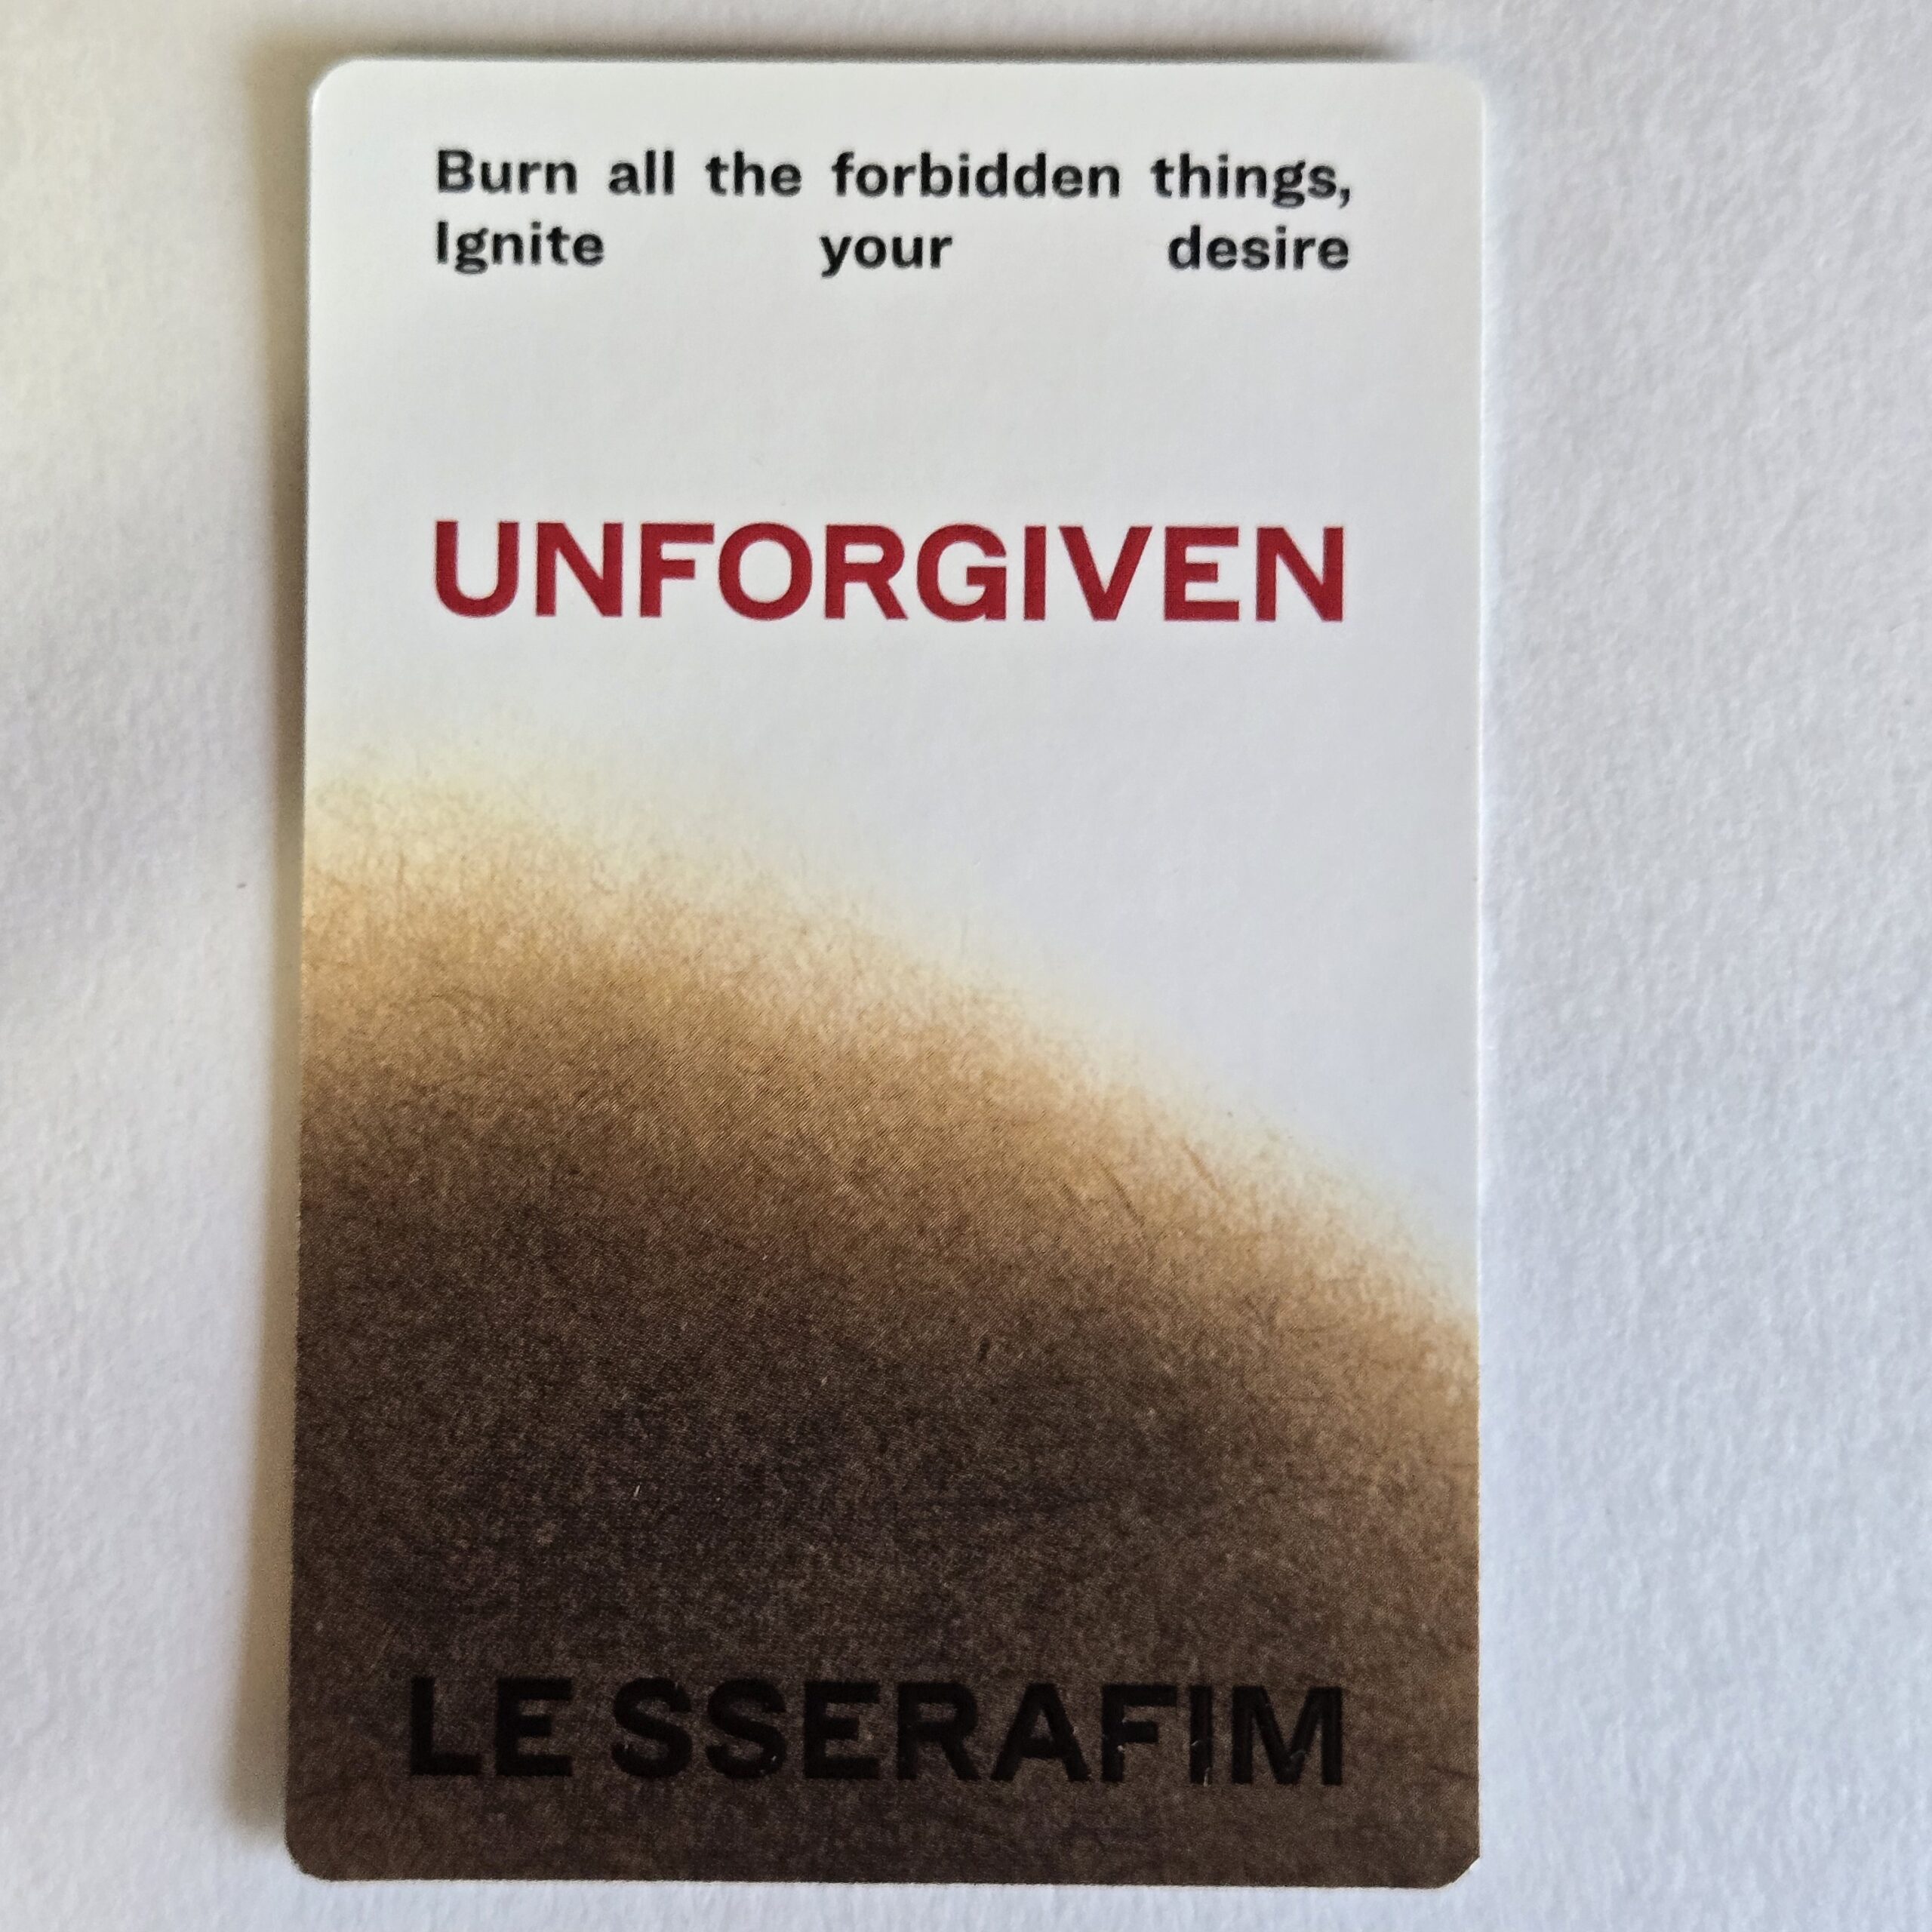 Burn all the forbidden things,
Ignite your desire
UNFORGIVEN
LE SSERAFIM